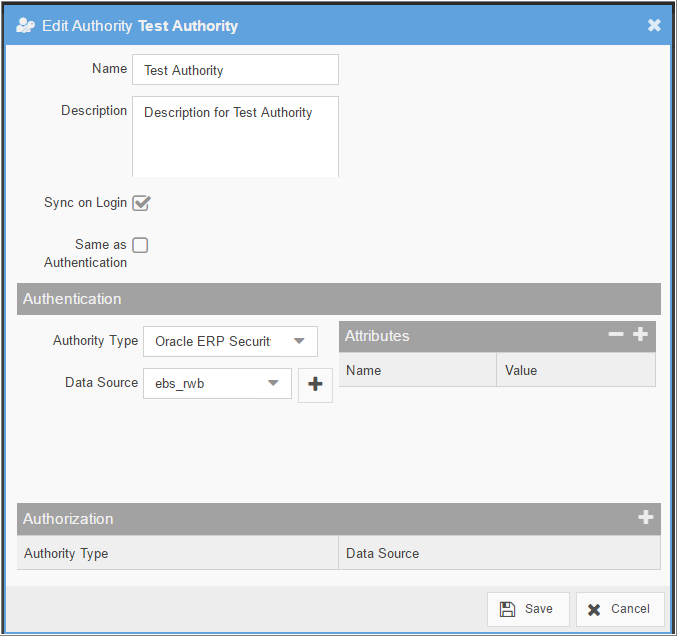 Edit Authority Test Authority
Name
Test Authority
Description
Description for Test Authority
Sync on Login
Same as
Authentication
Authentication
Authority Type
Oracle ERP Securit
Attributes
Name
Value
Data Source
ebs_rwb
Authorization
Authority Type
Data Source
Save
Cancel